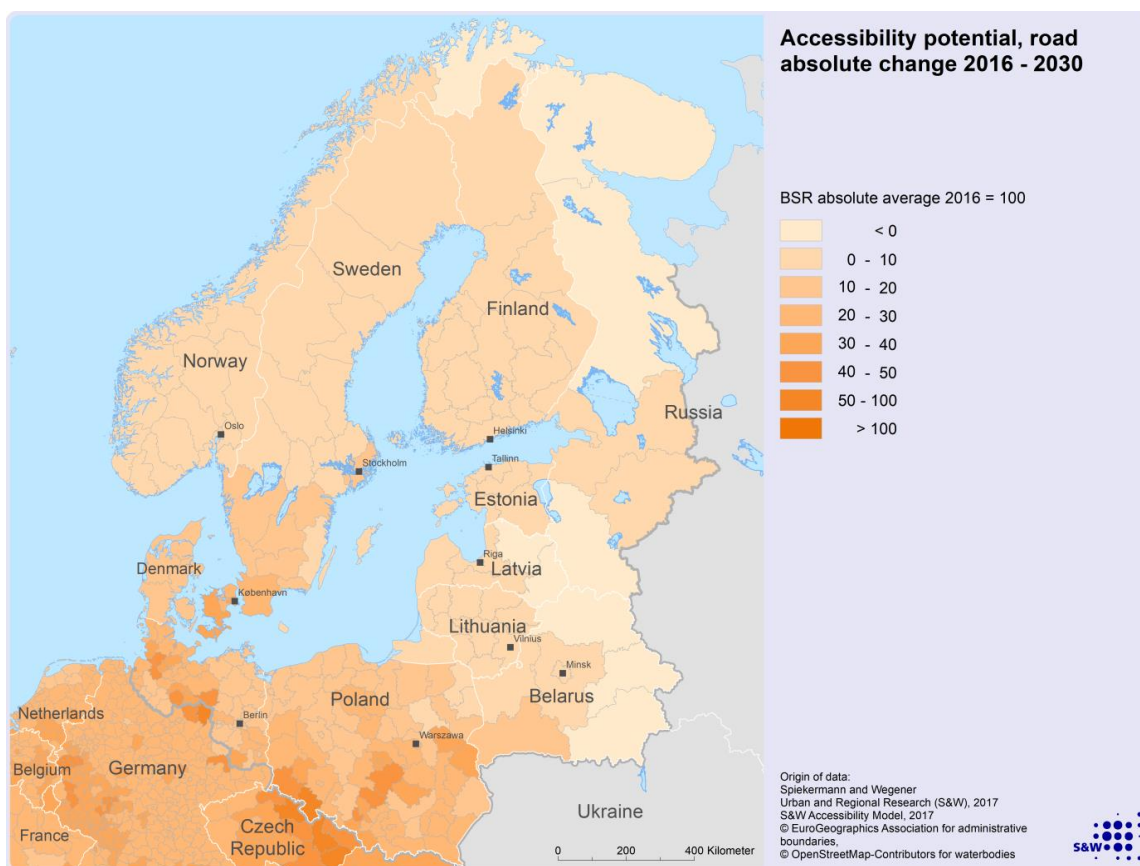 Accessibility potential, road
absolute change 2016 - 2030
BSR absolute average 2016 = 100
< 0
0 - 10
10 - 20
20 - 30
30 - 40
40 - 50
50 - 100
> 100
Sweden
Finland
Norway
Russia
Oslo
Helsinki
Stockholm
Tallinn
Estonia
Riga
Latvia
Denmark
København
Lithuania
Vilnius
Minsk
Belarus
Poland
Netherlands
Berlin
Warszawa
Belgium
Germany
Ukraine
France
Czech
Republic
0 200 400 Kilometer
Origin of data:
Spiekermann and Wegener
Urban and Regional Research (S&W), 2017
S&W Accessibility Model, 2017
© EuroGeographics Association for administrative
boundaries,
© OpenStreetMap-Contributors for waterbodies
S&W